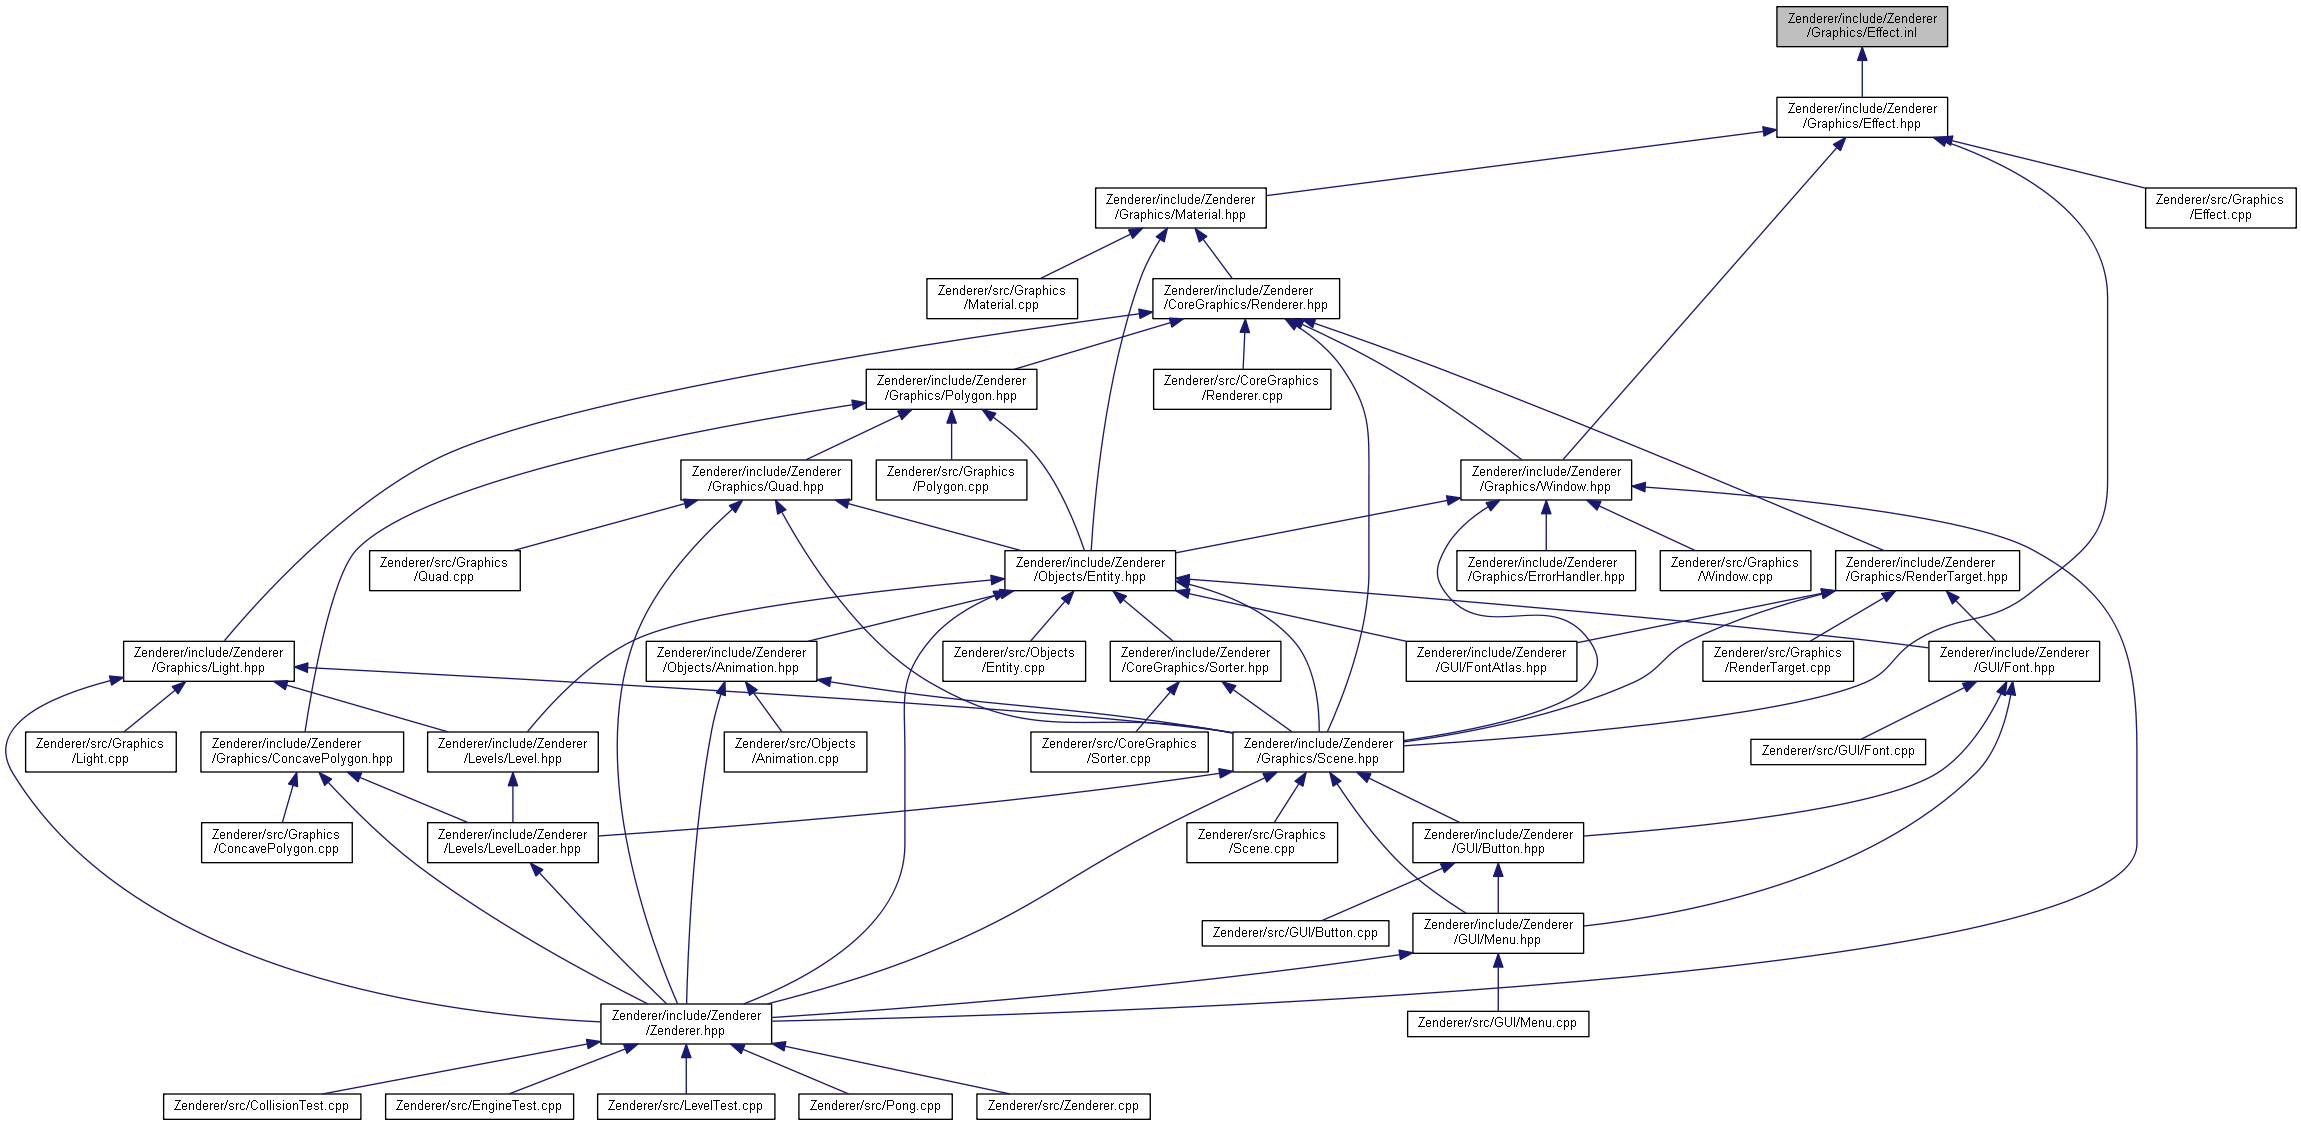 Zenderer/include/Zenderer
/Graphics/Effect.inl
Zenderer/include/Zenderer
/Graphics/Effect.hpp
Zenderer/include/Zenderer
/Graphics/Material.hpp
Zenderer/src/Graphics
/Effect.cpp
Zenderer/src/Graphics
/Material.cpp
Zenderer/include/Zenderer
/CoreGraphics/Renderer.hpp
Zenderer/include/Zenderer
/Graphics/Polygon.hpp
Zenderer/src/CoreGraphics
/Renderer.cpp
Zenderer/include/Zenderer
/Graphics/Quad.hpp
Zenderer/src/Graphics
/Polygon.cpp
Zenderer/include/Zenderer
/Graphics/Window.hpp
Zenderer/src/Graphics
/Quad.cpp
Zenderer/include/Zenderer
/Objects/Entity.hpp
Zenderer/include/Zenderer
/Graphics/ErrorHandler.hpp
Zenderer/src/Graphics
/Window.cpp
Zenderer/include/Zenderer
/Graphics/RenderTarget.hpp
Zenderer/include/Zenderer
/Graphics/Light.hpp
Zenderer/include/Zenderer
/Objects/Animation.hpp
Zenderer/src/Objects
/Entity.cpp
Zenderer/include/Zenderer
/CoreGraphics/Sorter.hpp
Zenderer/include/Zenderer
/GUI/FontAtlas.hpp
Zenderer/src/Graphics
/RenderTarget.cpp
Zenderer/include/Zenderer
/GUI/Font.hpp
Zenderer/src/Graphics
/Light.cpp
Zenderer/include/Zenderer
/Graphics/ConcavePolygon.hpp
Zenderer/include/Zenderer
/Levels/Level.hpp
Zenderer/src/Objects
/Animation.cpp
Zenderer/src/CoreGraphics
/Sorter.cpp
Zenderer/include/Zenderer
/Graphics/Scene.hpp
Zenderer/src/GUI/Font.cpp
Zenderer/src/Graphics
/ConcavePolygon.cpp
Zenderer/include/Zenderer
/Levels/LevelLoader.hpp
Zenderer/src/Graphics
/Scene.cpp
Zenderer/include/Zenderer
/GUI/Button.hpp
Zenderer/src/GUI/Button.cpp
Zenderer/include/Zenderer
/GUI/Menu.hpp
Zenderer/include/Zenderer
/Zenderer.hpp
Zenderer/src/GUI/Menu.cpp
Zenderer/src/CollisionTest.cpp
Zenderer/src/EngineTest.cpp
Zenderer/src/LevelTest.cpp
Zenderer/src/Pong.cpp
Zenderer/src/Zenderer.cpp